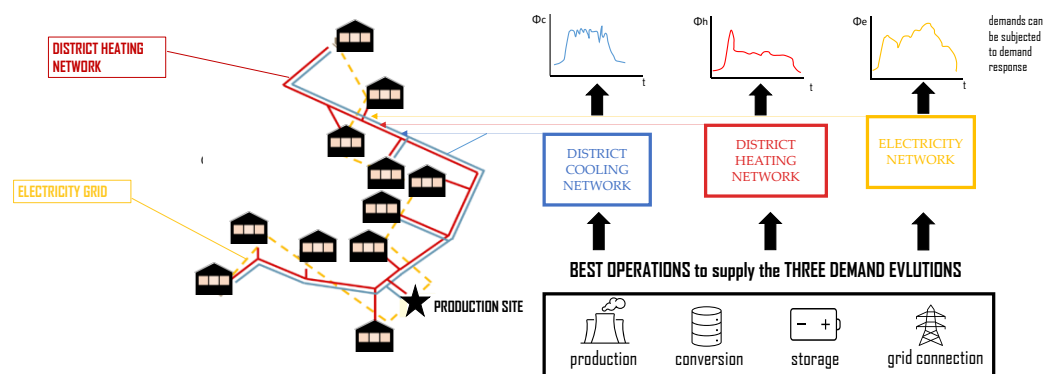 DISTRICT HEATING
NETWORK
ELECTRICITY GRID
PRODUCTION SITE
Φc
t
Φh
t
Φe
t
demands can
be subjected
to demand
response
DISTRICT
COOLING
NETWORK
DISTRICT
HEATING
NETWORK
ELECTRICITY
NETWORK
BEST OPERATIONS to supply the THREE DEMAND EVLUTIONS
production
conversion
storage
grid connection